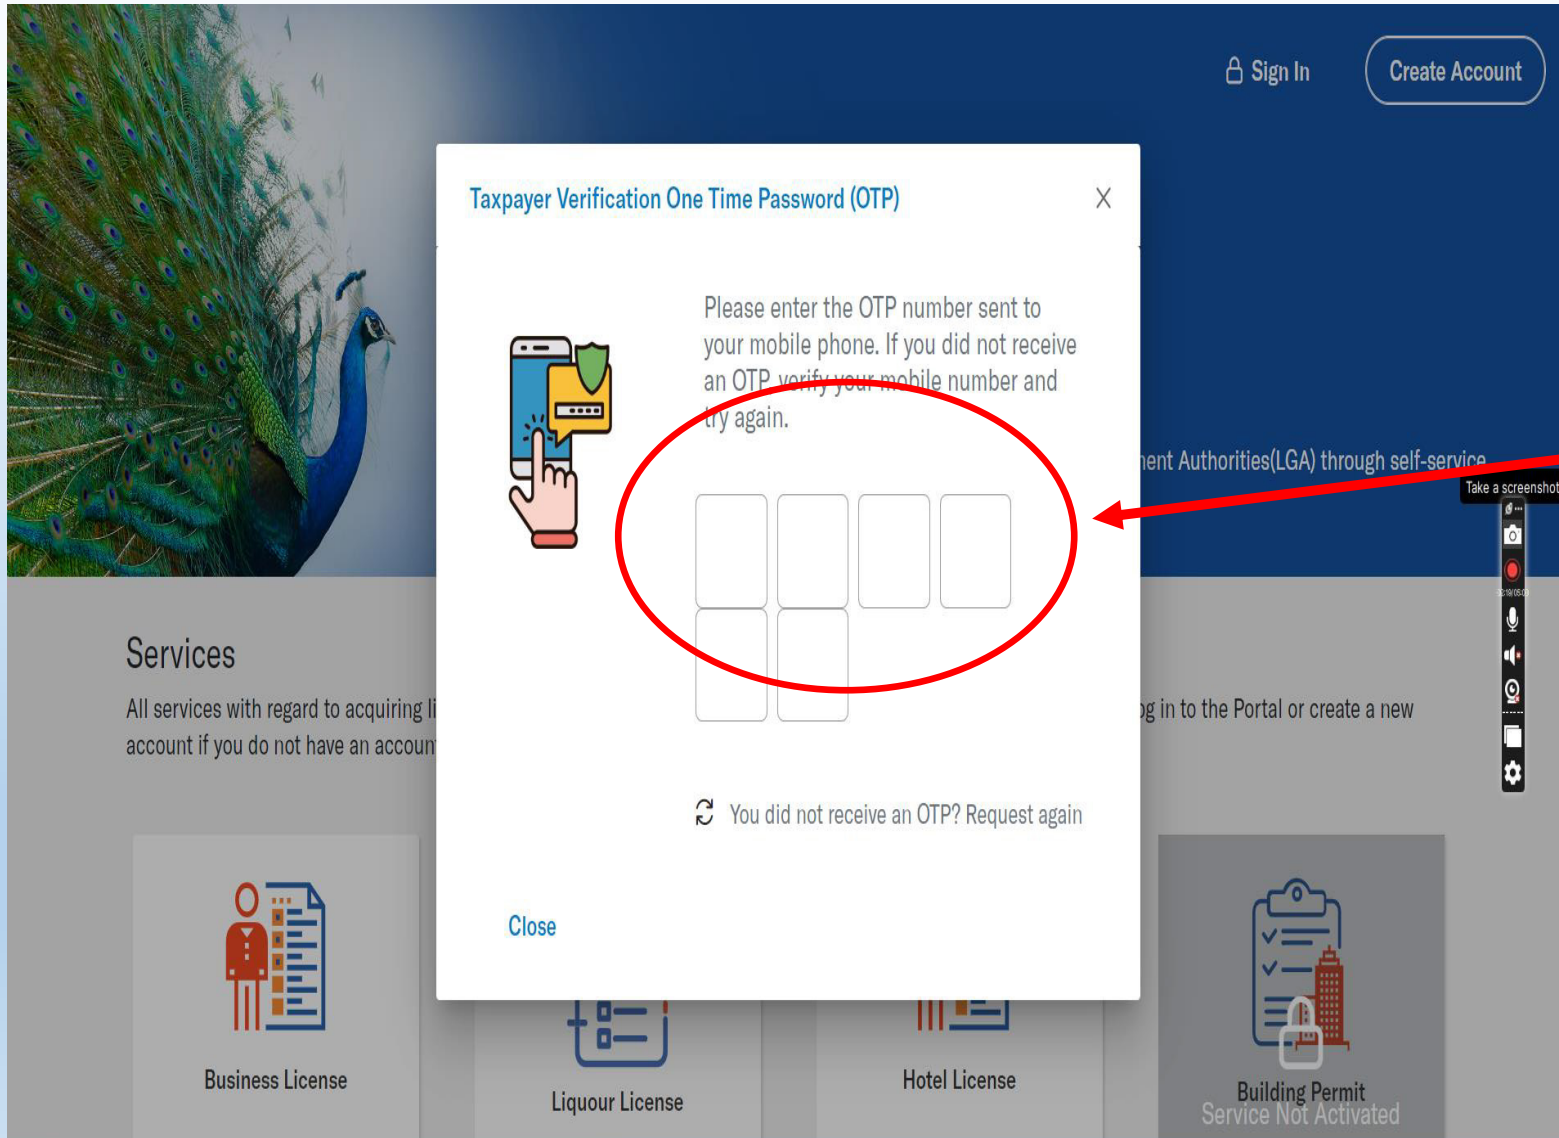 Sign In
Create Account
Taxpayer Verification One Time Password (OTP)
X
Please enter the OTP number sent to
your mobile phone. If you did not receive
an OTP, verify your mobile number and
try again.
ment Authorities(LGA) through self-service
Take a screenshot
Services
All services with regard to acquiring li
og in to the Portal or create a new
account if you do not have an accoun
You did not receive an OTP? Request again
Close
Business License
Liquour License
Hotel License
Building Permit
Service Not Activated